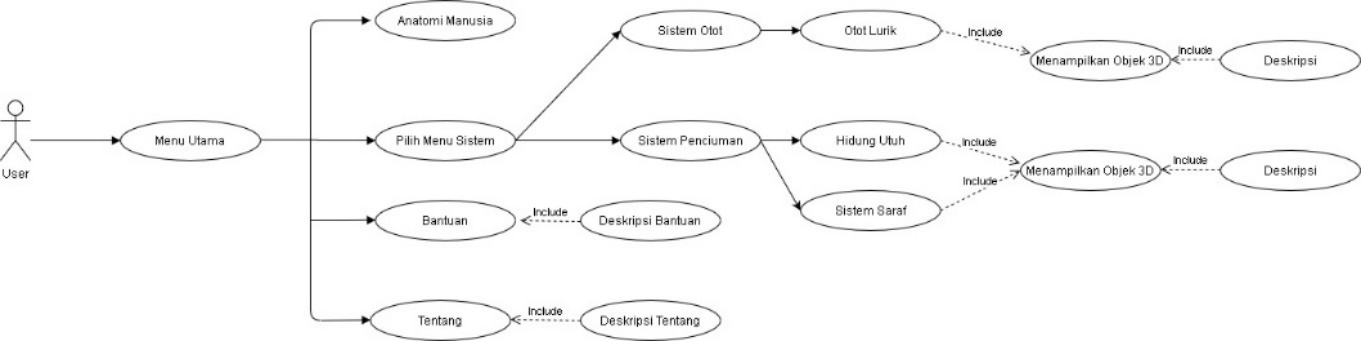 Anatomi Manusia
Sistem Otot
Otot Lurik
Include
Menampilkan Objek 3D
Include
Deskripsi
User
Menu Utama
Pilih Menu Sistem
Sistem Penciuman
Hidung Utuh
Include
Menampilkan Objek 3D
Include
Deskripsi
Include
Sistem Saraf
Bantuan
Include
Deskripsi Bantuan
Tentang
Include
Deskripsi Tentang